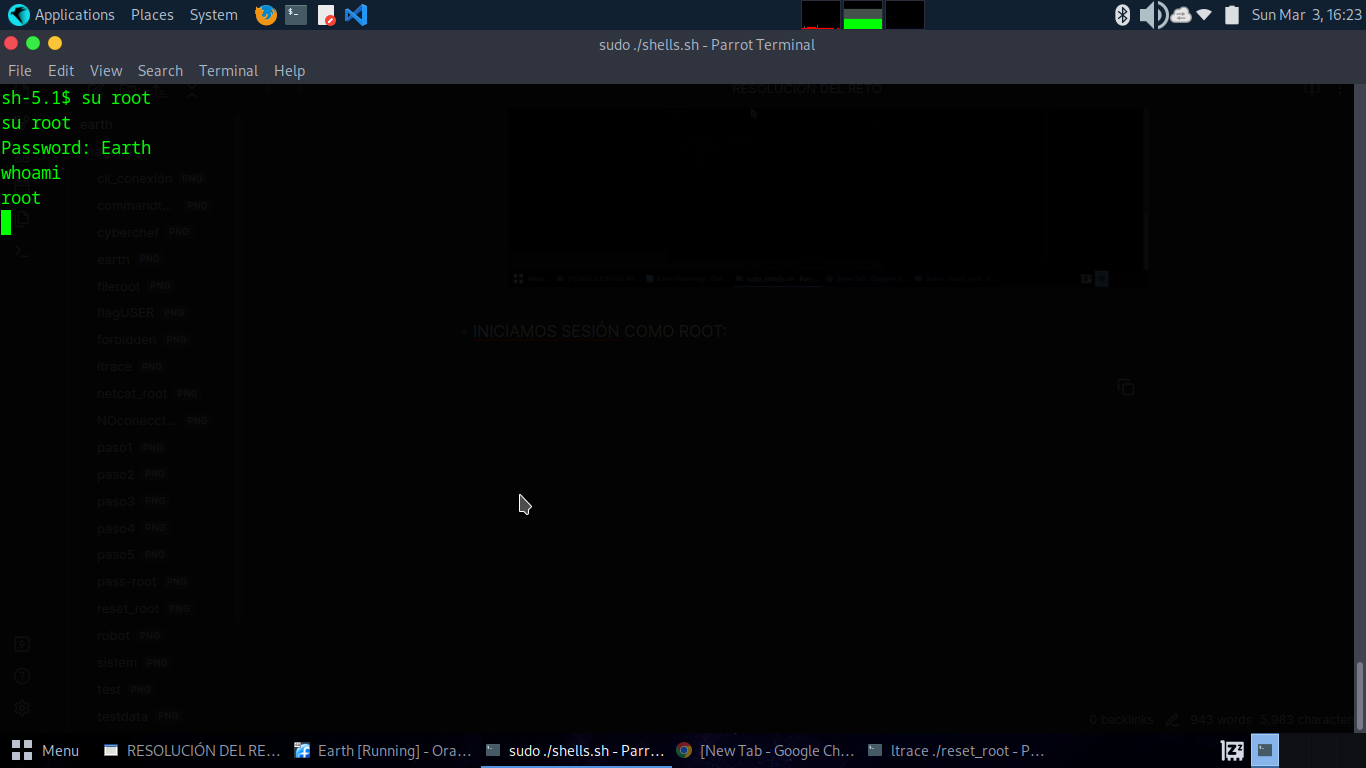 Applications Places System Sun Mar 3, 16:23
sudo ./shells.sh - Parrot Terminal
File Edit View Search Terminal Help
sh-5.1$ su root
su root
Password: Earth
whoami
root
RESOLUCIÓN DEL RETO
earth
cli_conexión PNG
commandt... PNG
cyberchef PNG
earth PNG
fileroot PNG
flagUSER PNG
forbidden PNG
ltrace PNG
netcat_root PNG
NOconecct... PNG
paso1 PNG
paso2 PNG
paso3 PNG
paso4 PNG
paso5 PNG
pass-root PNG
reset_root PNG
robot PNG
sistem PNG
test PNG
testdata PNG
INICIAMOS SESIÓN COMO ROOT:
0 backlinks 943 words 5,983 character
Menu RESOLUCIÓN DEL RE... Earth [Running] - Ora... sudo ./shells.sh - Parr... [New Tab - Google Ch... ltrace ./reset_root - P...